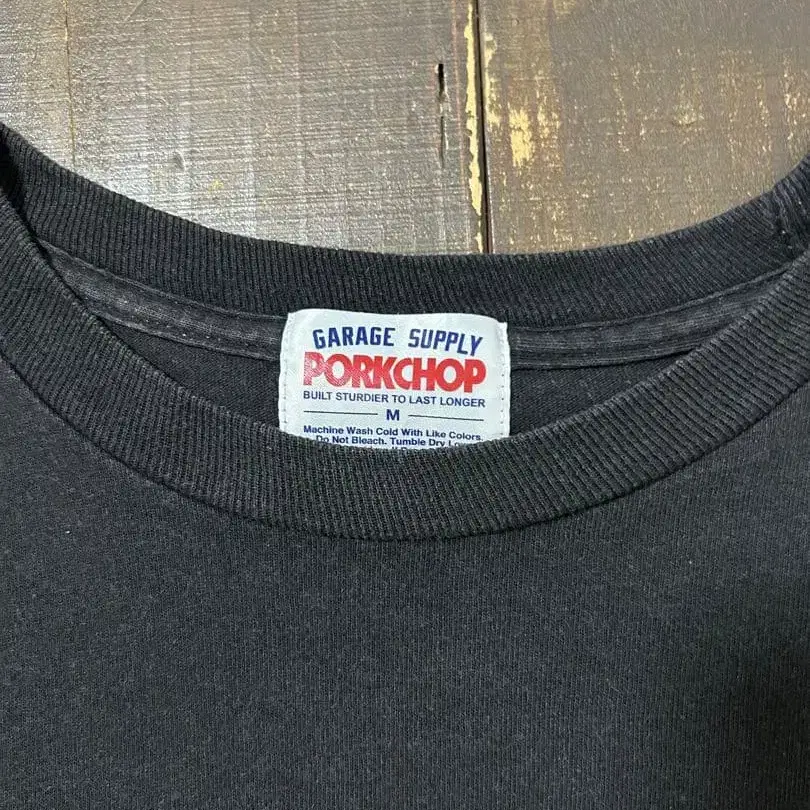 GARAGE SUPPLY
PORKCHOP
BUILT STURDIER TO LAST LONGER
M
Machine Wash Cold With Like Colors.
Do Not Bleach. Tumble Dry